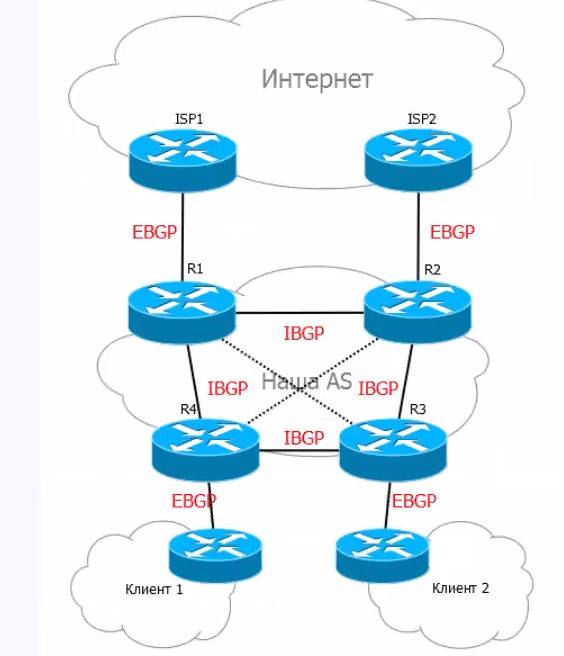 Интернет
ISP1
ISP2
EBGP
EBGP
R1
R2
IBGP
Наша AS
IBGP
IBGP
R4
R3
IBGP
EBGP
EBGP
Клиент 1
Клиент 2